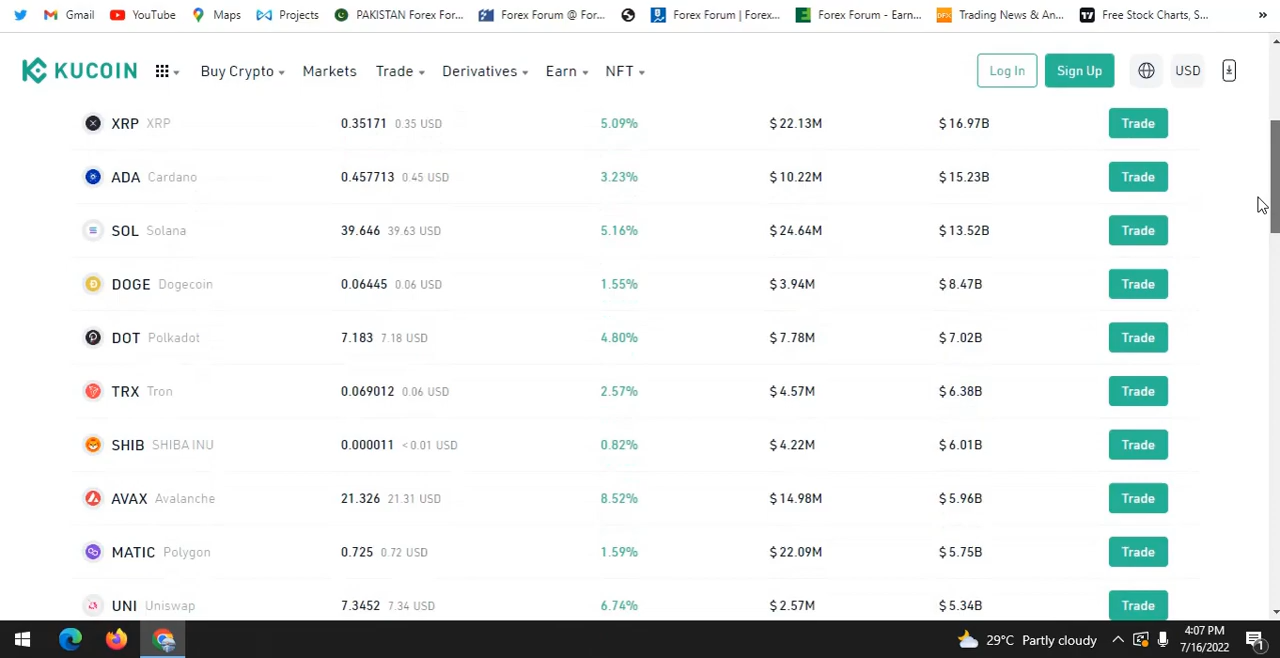 Gmail YouTube Maps Projects PAKISTAN Forex For... Forex Forum @ Fo r... Forex Forum | Forex... Forex Forum - Earn... Trading News & An... Free Stock Charts, S... »
KUCOIN Buy Crypto Markets Trade Derivatives Earn NFT Log In Sign Up USD
XRP XRP 0.35171 0.35 USD 5.09% $ 22.13M $ 16.97B Trade
ADA Cardano 0.457713 0.45 USD 3.23% $ 10.22M $ 15.23B Trade
SOL Solana 39.646 39.63 USD 5.16% $ 24.64M $ 13.52B Trade
DOGE Dogecoin 0.06445 0.06 USD 1.55% $ 3.94M $ 8.47B Trade
DOT Polkadot 7.183 7.18 USD 4.80% $ 7.78M $ 7.02B Trade
TRX Tron 0.069012 0.06 USD 2.57% $ 4.57M $ 6.38B Trade
SHIB SHIBA INU 0.000011 < 0.01 USD 0.82% $ 4.22M $ 6.01B Trade
AVAX Avalanche 21.326 21.31 USD 8.52% $ 14.98M $ 5.96B Trade
MATIC Polygon 0.725 0.72 USD 1.59% $ 22.09M $ 5.75B Trade
UNI Uniswap 7.3452 7.34 USD 6.74% $ 2.57M $ 5.34B Trade
29°C Partly cloudy 4:07 PM
7/16/2022 1